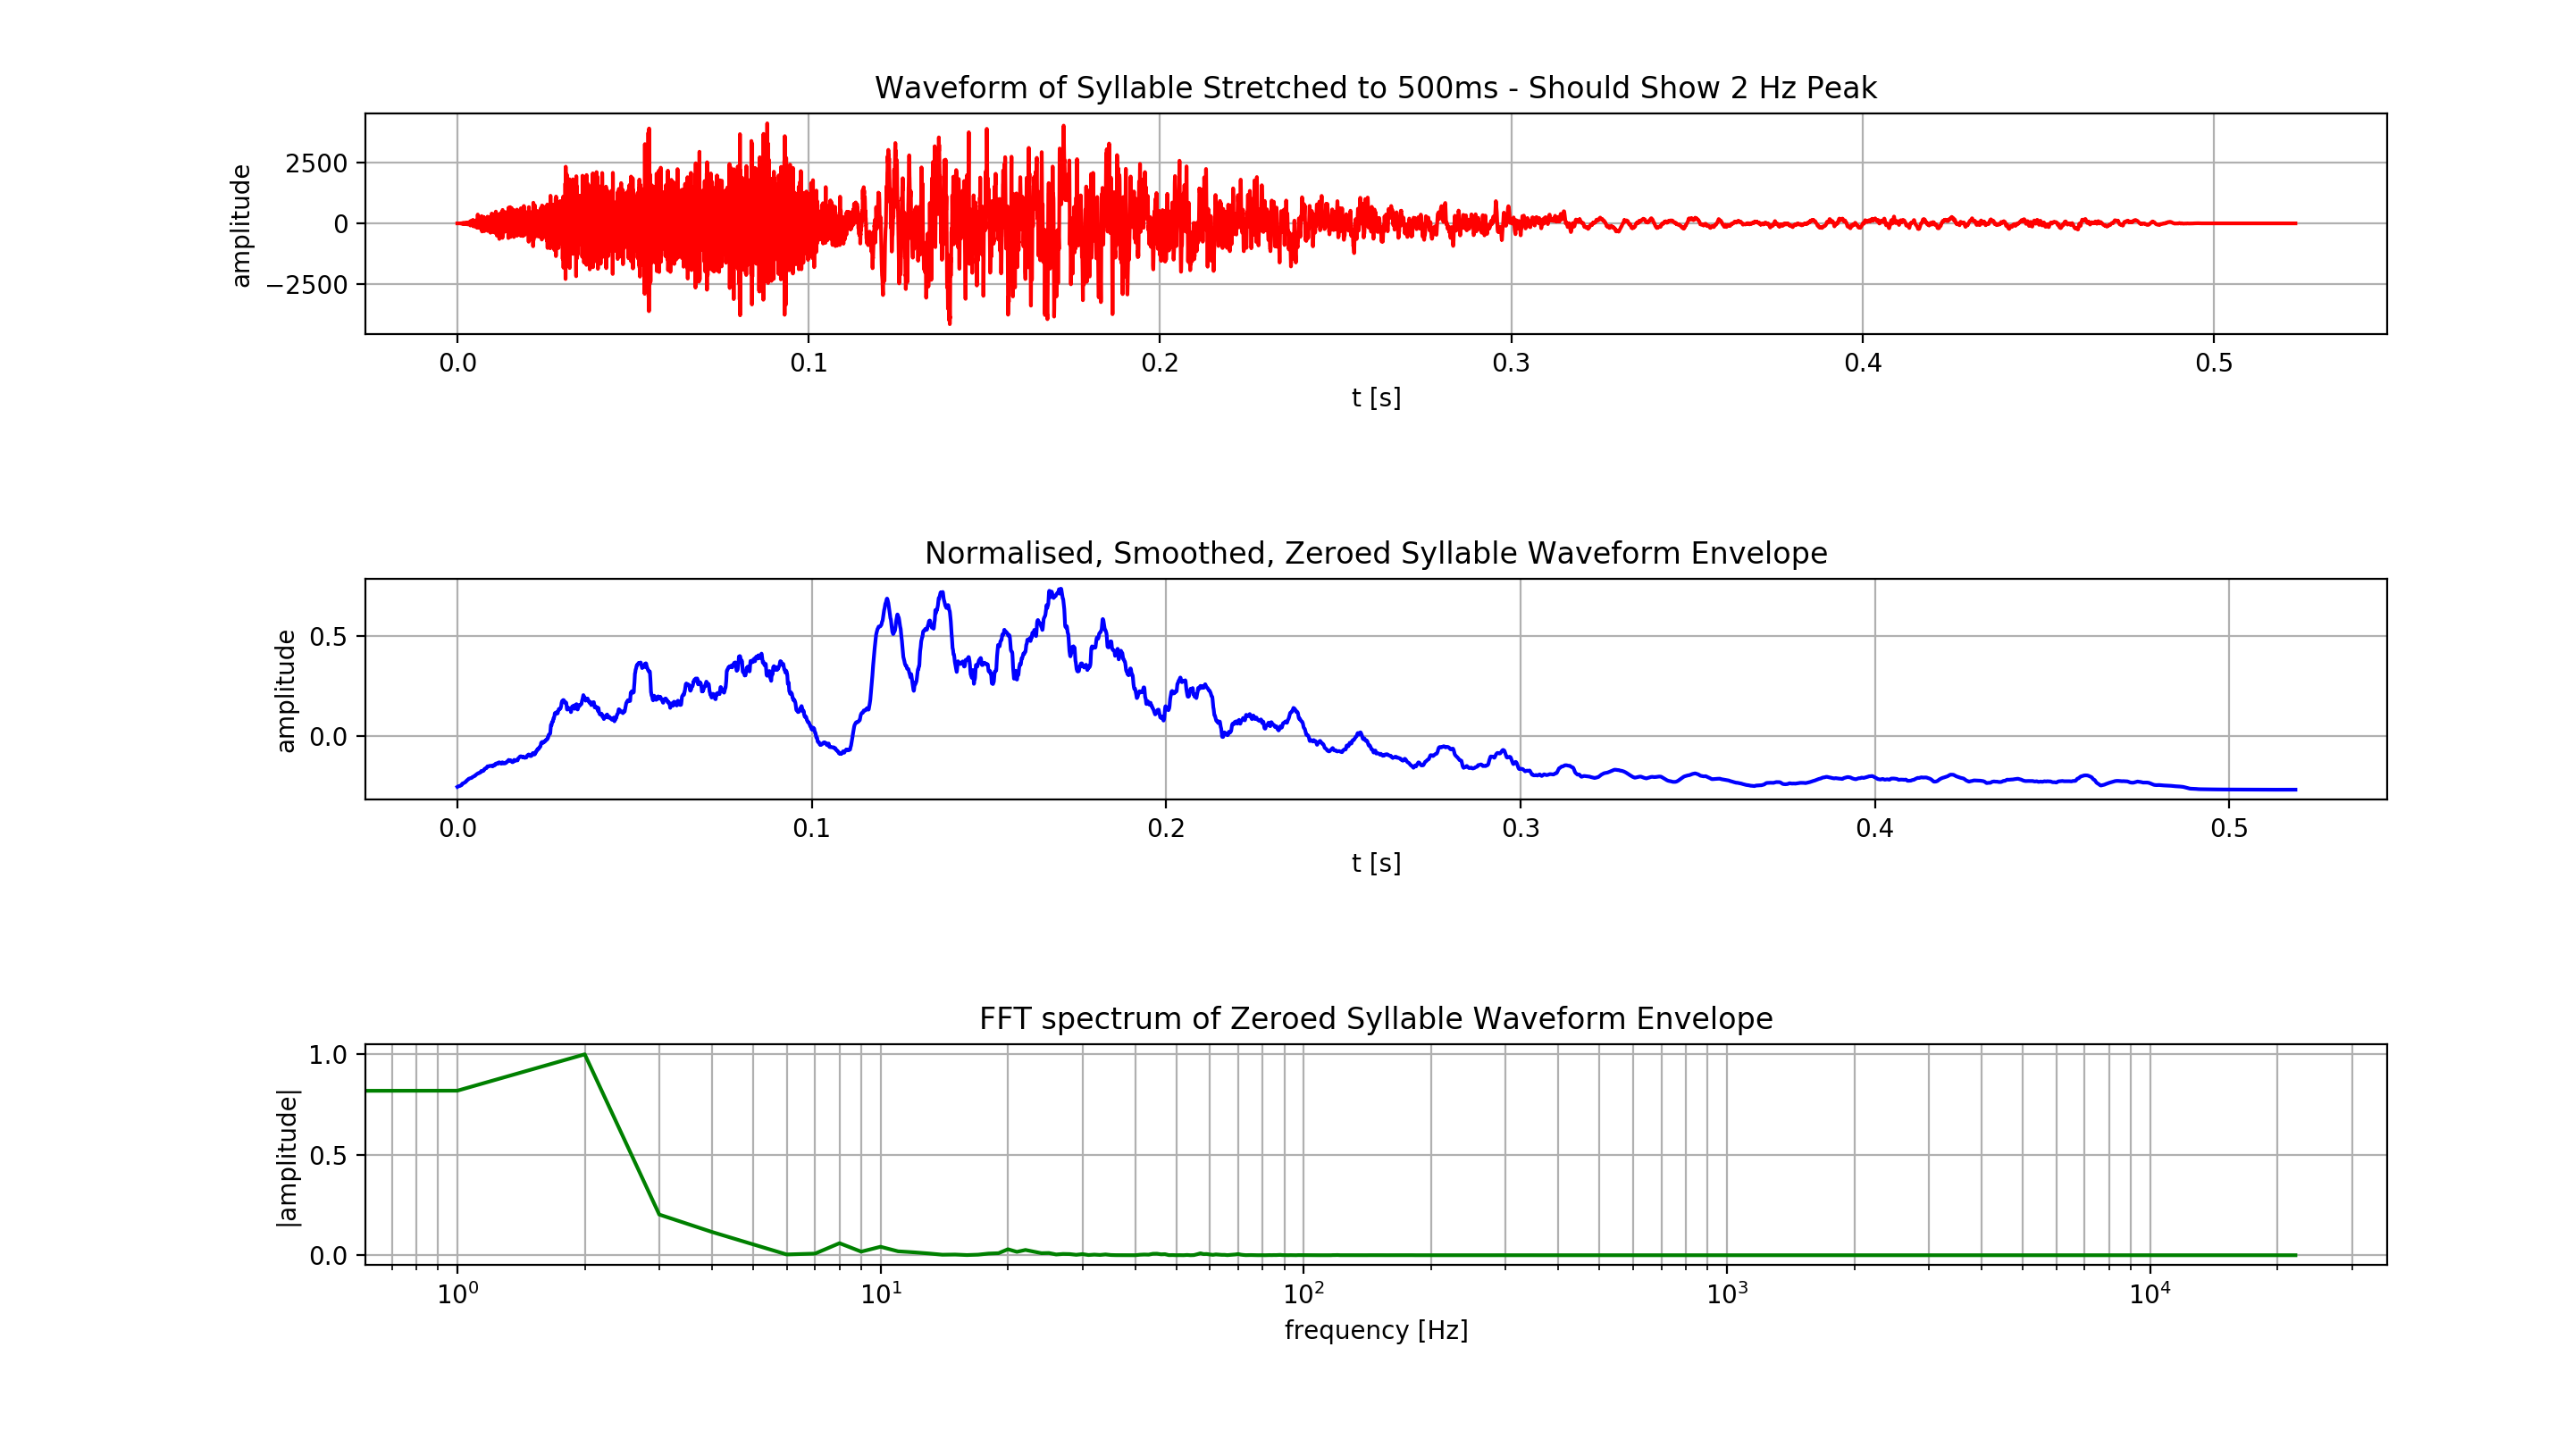 Waveform of Syllable Stretched to 500ms - Should Show 2 Hz Peak
amplitude
2500
0
−2500
0.0 0.1 0.2 0.3 0.4 0.5
t [s]
Normalised, Smoothed, Zeroed Syllable Waveform Envelope
amplitude
0.5
0.0
0.0 0.1 0.2 0.3 0.4 0.5
t [s]
FFT spectrum of Zeroed Syllable Waveform Envelope
|amplitude|
1.0
0.5
0.0
10⁰ 10¹ 10² 10³ 10⁴
frequency [Hz]